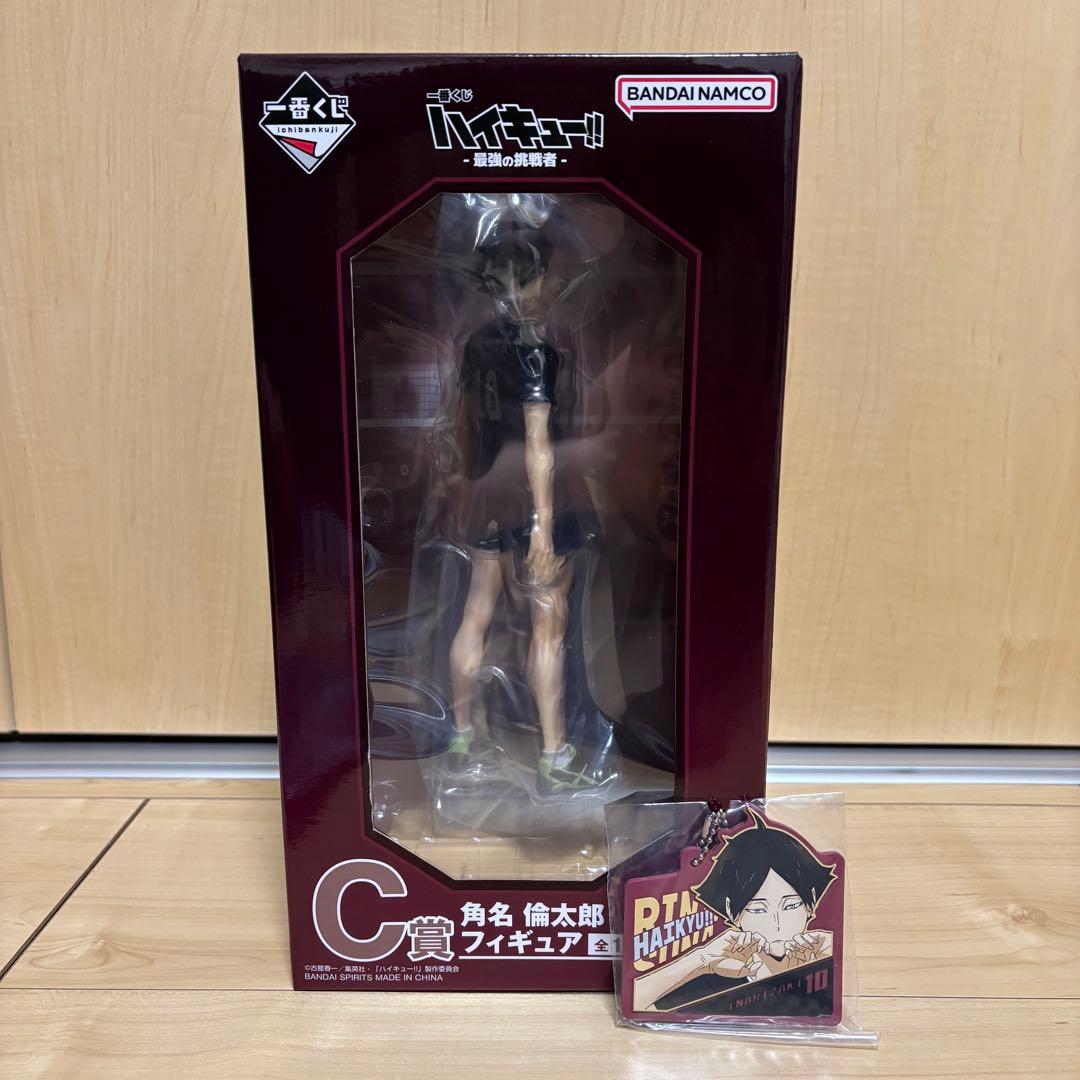 一番くじ
ichibankuji
一番くじ
ハイキュー!!
- 最強の挑戦者 -
BANDAI NAMCO
C賞
角名 倫太郎
フィギュア 全1
©古舘春一／集英社・「ハイキュー!!」製作委員会
BANDAI SPIRITS MADE IN CHINA
HAIKYU!!
INARIZAKI
10